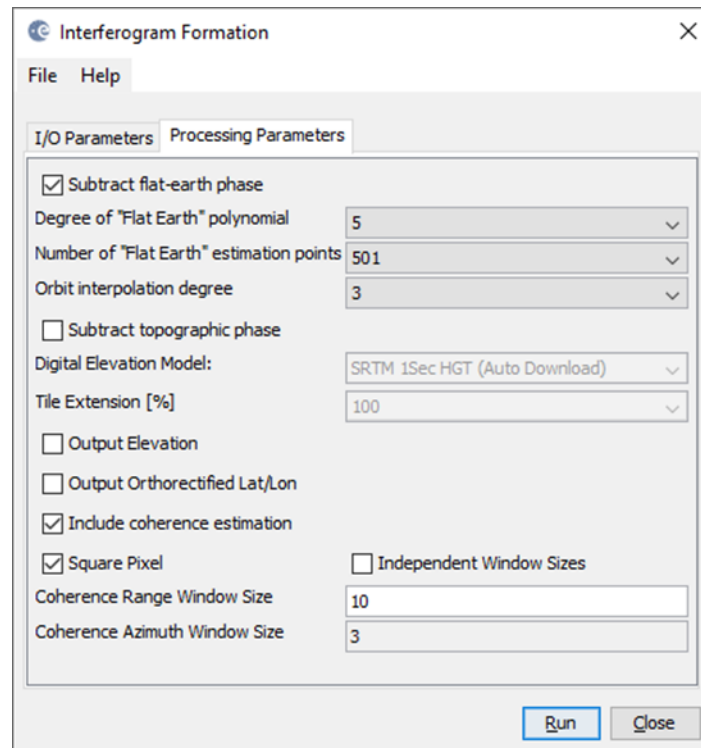 Interferogram Formation
File Help
I/O Parameters Processing Parameters
Subtract flat-earth phase
Degree of "Flat Earth" polynomial 5
Number of "Flat Earth" estimation points 501
Orbit interpolation degree 3
Subtract topographic phase
Digital Elevation Model: SRTM 1Sec HGT (Auto Download)
Tile Extension [%] 100
Output Elevation
Output Orthorectified Lat/Lon
Include coherence estimation
Square Pixel Independent Window Sizes
Coherence Range Window Size 10
Coherence Azimuth Window Size 3
Run Close